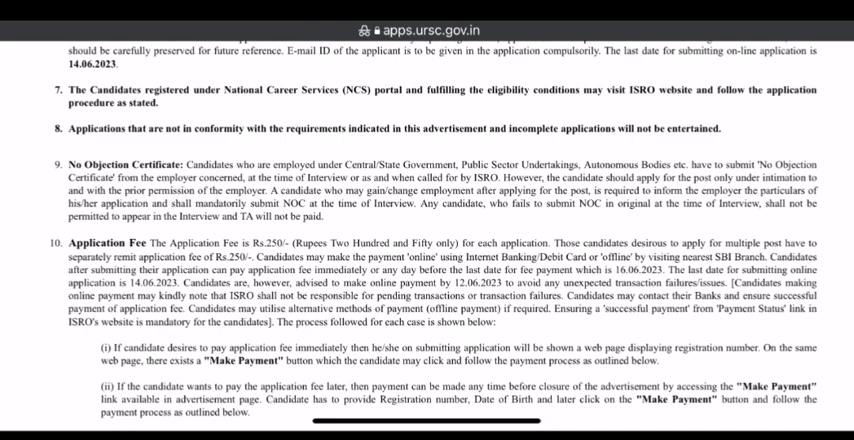 apps.ursc.gov.in
should be carefully preserved for future reference. E-mail ID of the applicant is to be given in the application compulsorily. The last date for submitting on-line application is
14.06.2023.
7. The Candidates registered under National Career Services (NCS) portal and fulfilling the eligibility conditions may visit ISRO website and follow the application
procedure as stated.
8. Applications that are not in conformity with the requirements indicated in this advertisement and incomplete applications will not be entertained.
9. No Objection Certificate: Candidates who are employed under Central/State Government, Public Sector Undertakings, Autonomous Bodies etc. have to submit 'No Objection
Certificate' from the employer concerned, at the time of Interview or as and when called for by ISRO. However, the candidate should apply for the post only under intimation to
and with the prior permission of the employer. A candidate who may gain/change employment after applying for the post, is required to inform the employer the particulars of
his/her application and shall mandatorily submit NOC at the time of Interview. Any candidate, who fails to submit NOC in original at the time of Interview, shall not be
permitted to appear in the Interview and TA will not be paid.
10. Application Fee The Application Fee is Rs.250/- (Rupees Two Hundred and Fifty only) for each application. Those candidates desirous to apply for multiple post have to
separately remit application fee of Rs.250/-. Candidates may make the payment 'online' using Internet Banking/Debit Card or 'offline' by visiting nearest SBI Branch. Candidates
after submitting their application can pay application fee immediately or any day before the last date for fee payment which is 16.06.2023. The last date for submitting online
application is 14.06.2023. Candidates are, however, advised to make online payment by 12.06.2023 to avoid any unexpected transaction failures/issues. [Candidates making
online payment may kindly note that ISRO shall not be responsible for pending transactions or transaction failures. Candidates may contact their Banks and ensure successful
payment of application fee. Candidates may utilise alternative methods of payment (offline payment) if required. Ensuring a 'successful payment' from 'Payment Status' link in
ISRO's website is mandatory for the candidates]. The process followed for each case is shown below:
(i) If candidate desires to pay application fee immediately then he/she on submitting application will be shown a web page displaying registration number. On the same
web page, there exists a "Make Payment" button which the candidate may click and follow the payment process as outlined below.
(ii) If the candidate wants to pay the application fee later, then payment can be made any time before closure of the advertisement by accessing the "Make Payment"
link available in advertisement page. Candidate has to provide Registration number, Date of Birth and later click on the "Make Payment" button and follow the
payment process as outlined below.